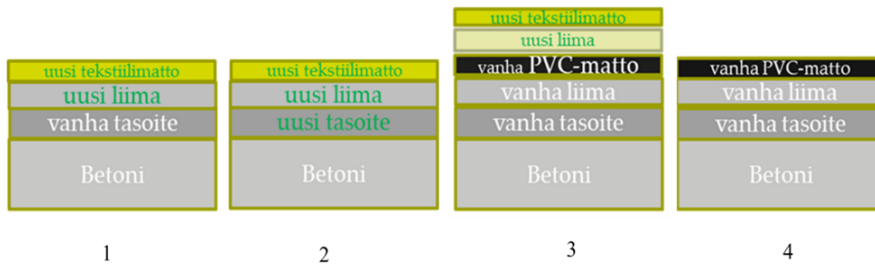 uusi tekstiilimatto
uusi liima
vanha tasoite
Betoni
1
uusi tekstiilimatto
uusi liima
uusi tasoite
Betoni
2
uusi tekstiilimatto
uusi liima
vanha PVC-matto
vanha liima
vanha tasoite
Betoni
3
vanha PVC-matto
vanha liima
vanha tasoite
Betoni
4